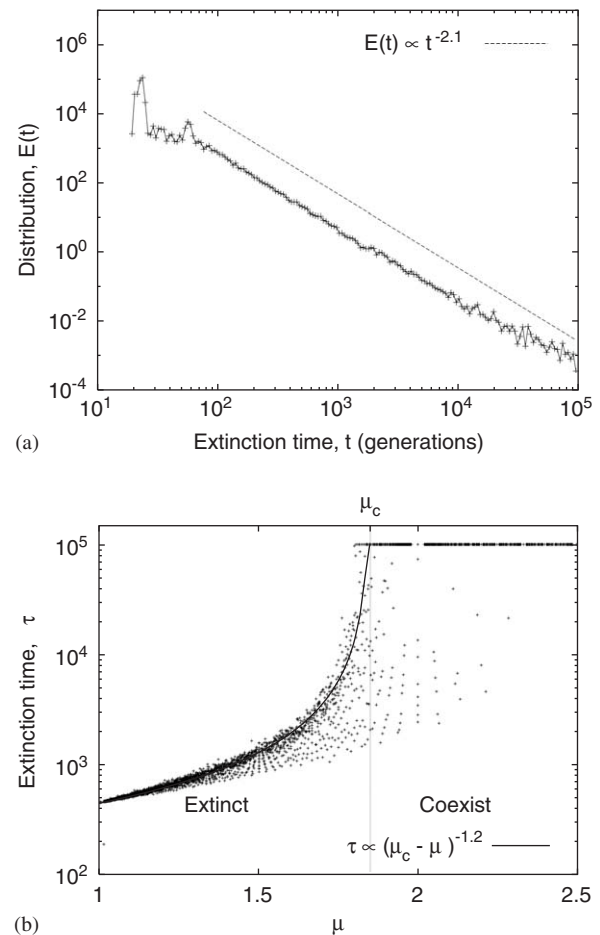 10^6
E(t) ∝ t^-2.1
10^4
10^2
10^0
10^-2
10^-4
Distribution, E(t)
10^1 10^2 10^3 10^4 10^5
(a) Extinction time, t (generations)
μ_c
10^5
10^4
10^3
10^2
Extinction time, τ
Extinct Coexist
τ ∝ (μ_c - μ)^-1.2
1 1.5 2 2.5
(b) μ